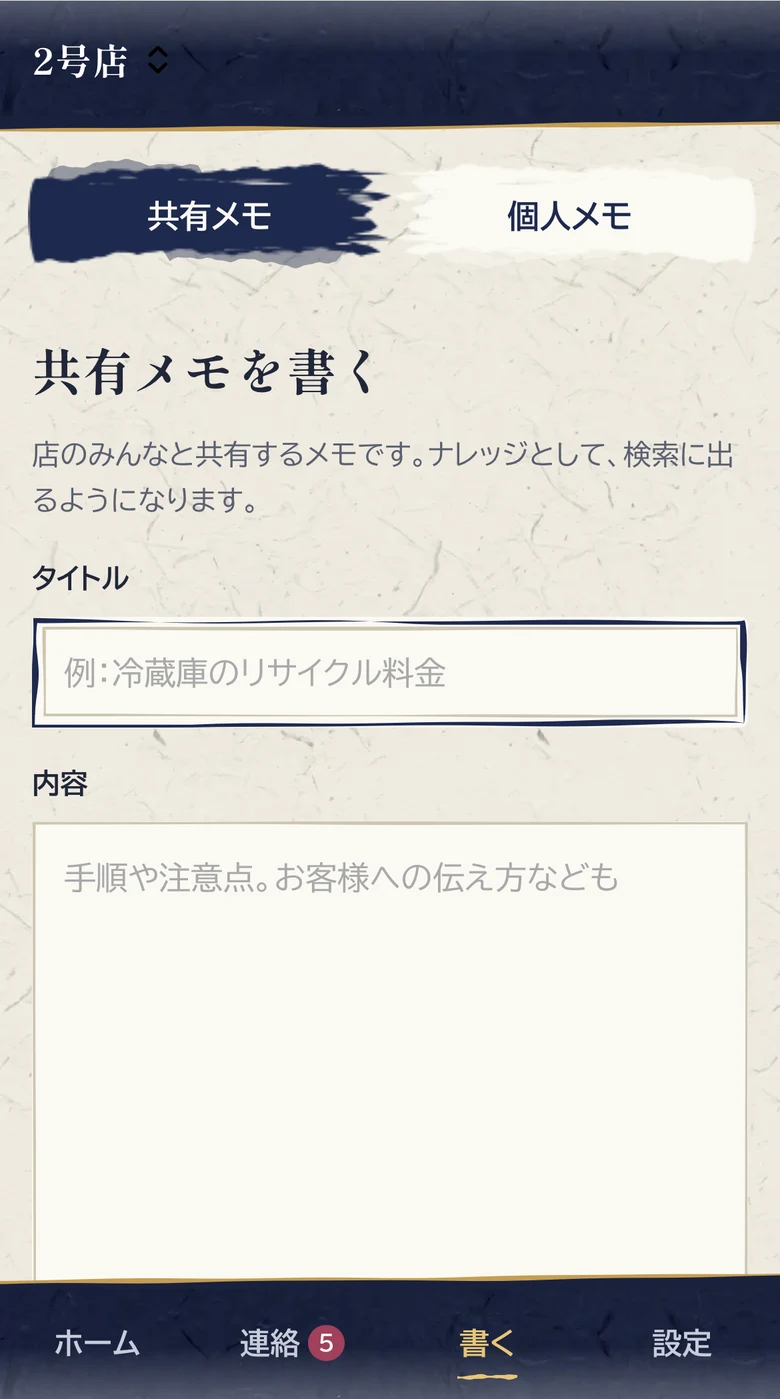 2号店
共有メモ
個人メモ
共有メモを書く
店のみんなと共有するメモです。ナレッジとして、検索に出
るようになります。
タイトル
例：冷蔵庫のリサイクル料金
内容
手順や注意点。お客様への伝え方なども
ホーム
連絡 5
書く
設定